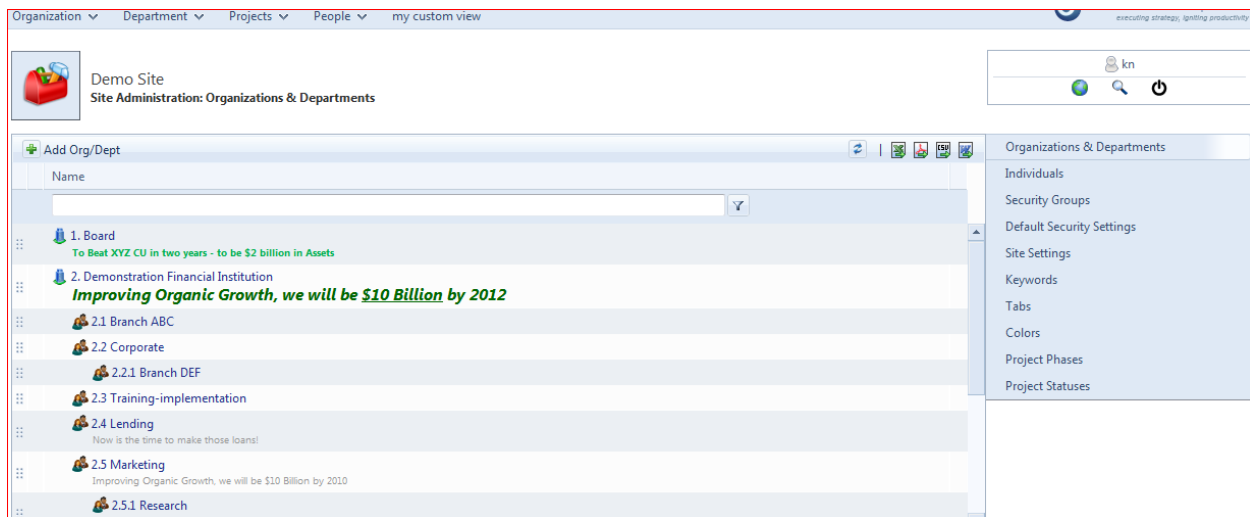 Organization Department Projects People my custom view
executing strategy, igniting productivity
Demo Site
Site Administration: Organizations & Departments
kn
Add Org/Dept
CSV
Name
1. Board
To Beat XYZ CU in two years - to be $2 billion in Assets
2. Demonstration Financial Institution
Improving Organic Growth, we will be $10 Billion by 2012
2.1 Branch ABC
2.2 Corporate
2.2.1 Branch DEF
2.3 Training-implementation
2.4 Lending
Now is the time to make those loans!
2.5 Marketing
Improving Organic Growth, we will be $10 Billion by 2010
2.5.1 Research
Organizations & Departments
Individuals
Security Groups
Default Security Settings
Site Settings
Keywords
Tabs
Colors
Project Phases
Project Statuses